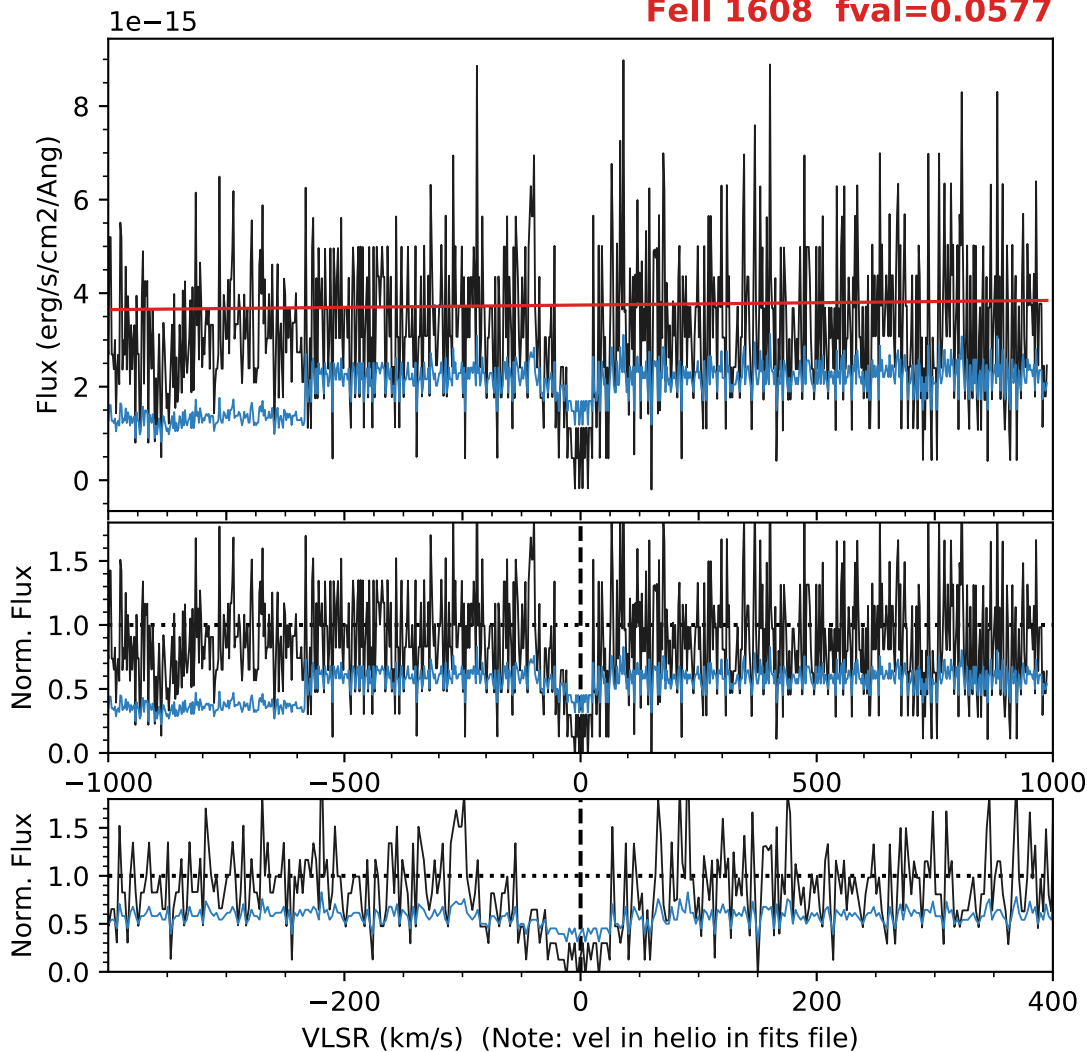 FeII 1608 fval=0.0577
1e−15
8
6
4
2
0
Flux (erg/s/cm2/Ang)
1.5
1.0
0.5
0.0
Norm. Flux
−1000 −500 0 500 1000
1.5
1.0
0.5
0.0
Norm. Flux
−200 0 200 400
VLSR (km/s) (Note: vel in helio in fits file)